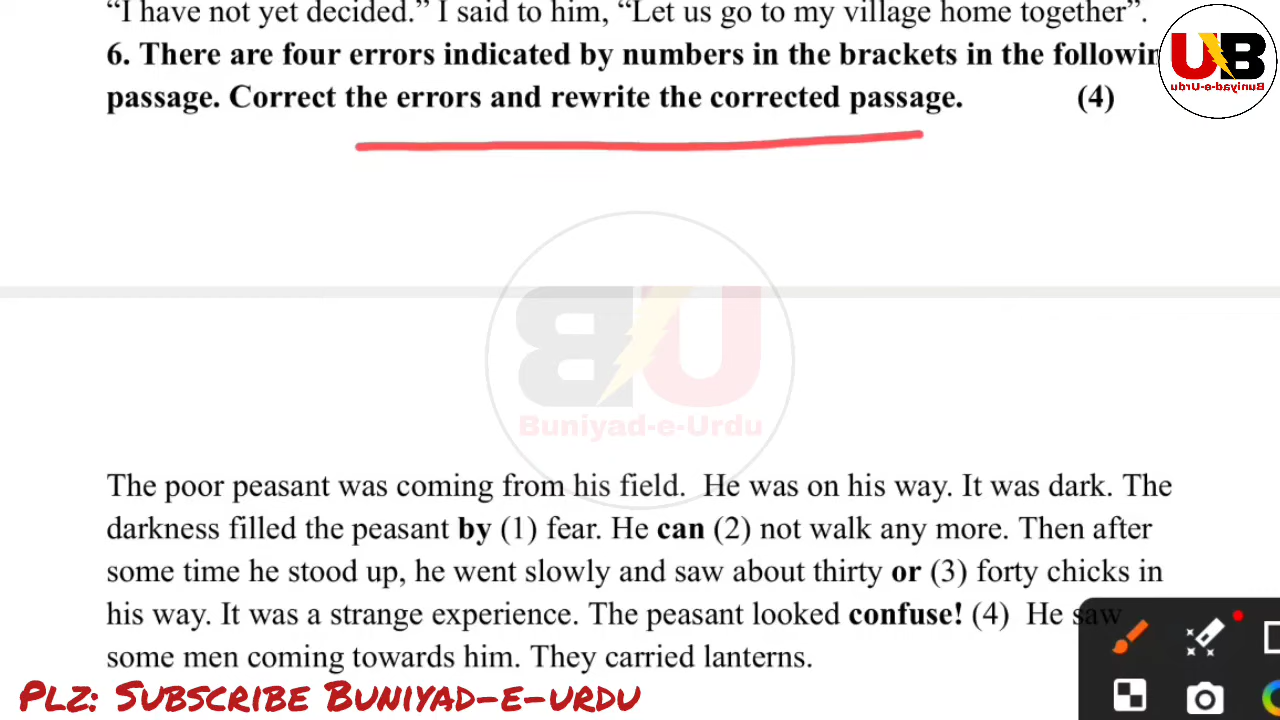 “I have not yet decided.” I said to him, “Let us go to my village home together”.
6. There are four errors indicated by numbers in the brackets in the followin
passage. Correct the errors and rewrite the corrected passage. (4)
UB
Buniyad-e-Urdu
BU
Buniyad-e-Urdu
The poor peasant was coming from his field. He was on his way. It was dark. The
darkness filled the peasant by (1) fear. He can (2) not walk any more. Then after
some time he stood up, he went slowly and saw about thirty or (3) forty chicks in
his way. It was a strange experience. The peasant looked confuse! (4) He saw
some men coming towards him. They carried lanterns.
Plz: Subscribe Buniyad-e-urdu